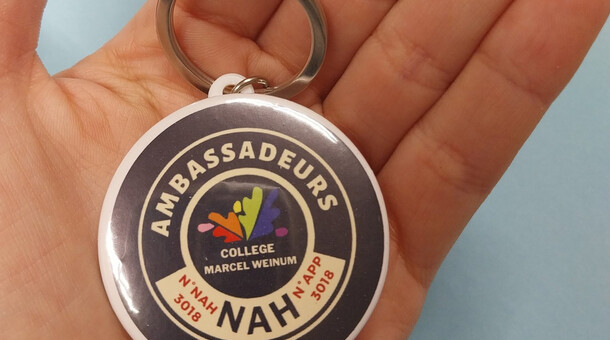 AMBASSADEURS
COLLEGE
MARCEL WEINUM
N°NAH
3018
NAH
N°APP
3018